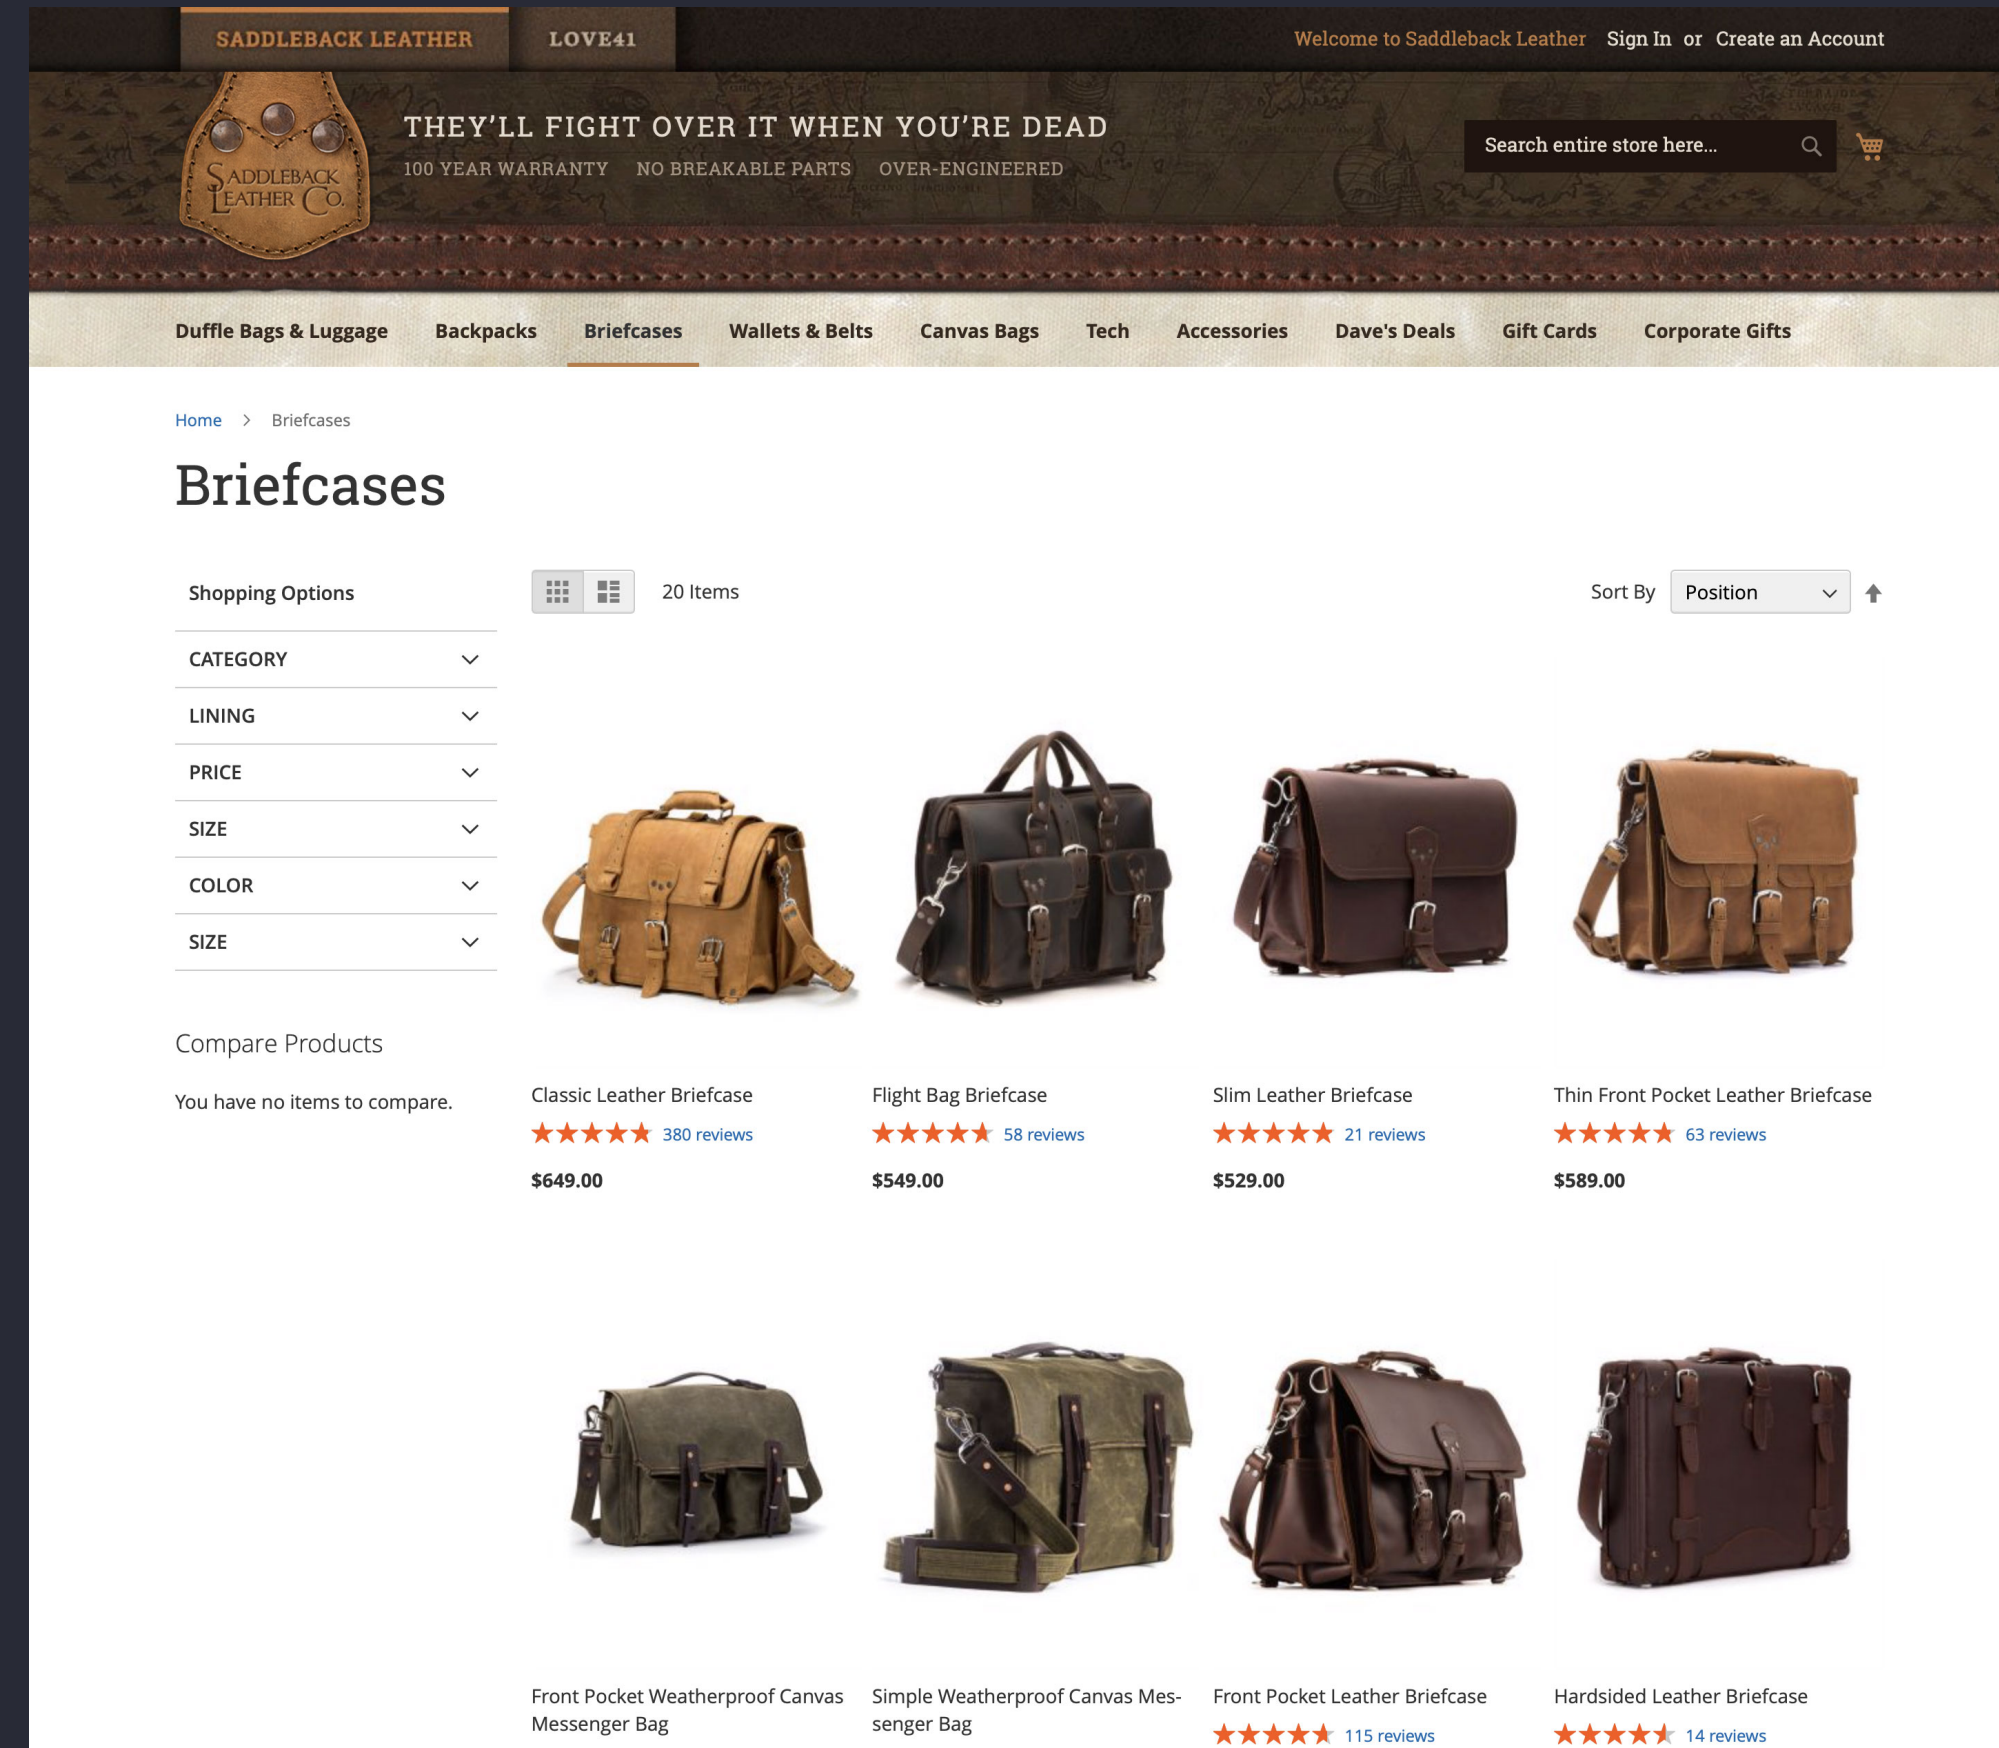 SADDLEBACK LEATHER
LOVE41
Welcome to Saddleback Leather Sign In or Create an Account
SADDLEBACK
LEATHER CO.
THEY'LL FIGHT OVER IT WHEN YOU'RE DEAD
100 YEAR WARRANTY NO BREAKABLE PARTS OVER-ENGINEERED
Search entire store here...
Duffle Bags & Luggage Backpacks Briefcases Wallets & Belts Canvas Bags Tech Accessories Dave's Deals Gift Cards Corporate Gifts
Home > Briefcases
Briefcases
Shopping Options
CATEGORY
LINING
PRICE
SIZE
COLOR
SIZE
Compare Products
You have no items to compare.
20 Items
Sort By Position
Classic Leather Briefcase
380 reviews
$649.00
Flight Bag Briefcase
58 reviews
$549.00
Slim Leather Briefcase
21 reviews
$529.00
Thin Front Pocket Leather Briefcase
63 reviews
$589.00
Front Pocket Weatherproof Canvas
Messenger Bag
Simple Weatherproof Canvas Mes-
senger Bag
Front Pocket Leather Briefcase
115 reviews
Hardsided Leather Briefcase
14 reviews